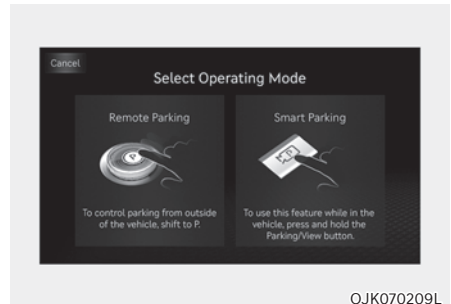 Cancel
Select Operating Mode
Remote Parking
P
To control parking from outside
of the vehicle, shift to P.
Smart Parking
P
To use this feature while in the
vehicle, press and hold the
Parking/View button.
OJK070209L